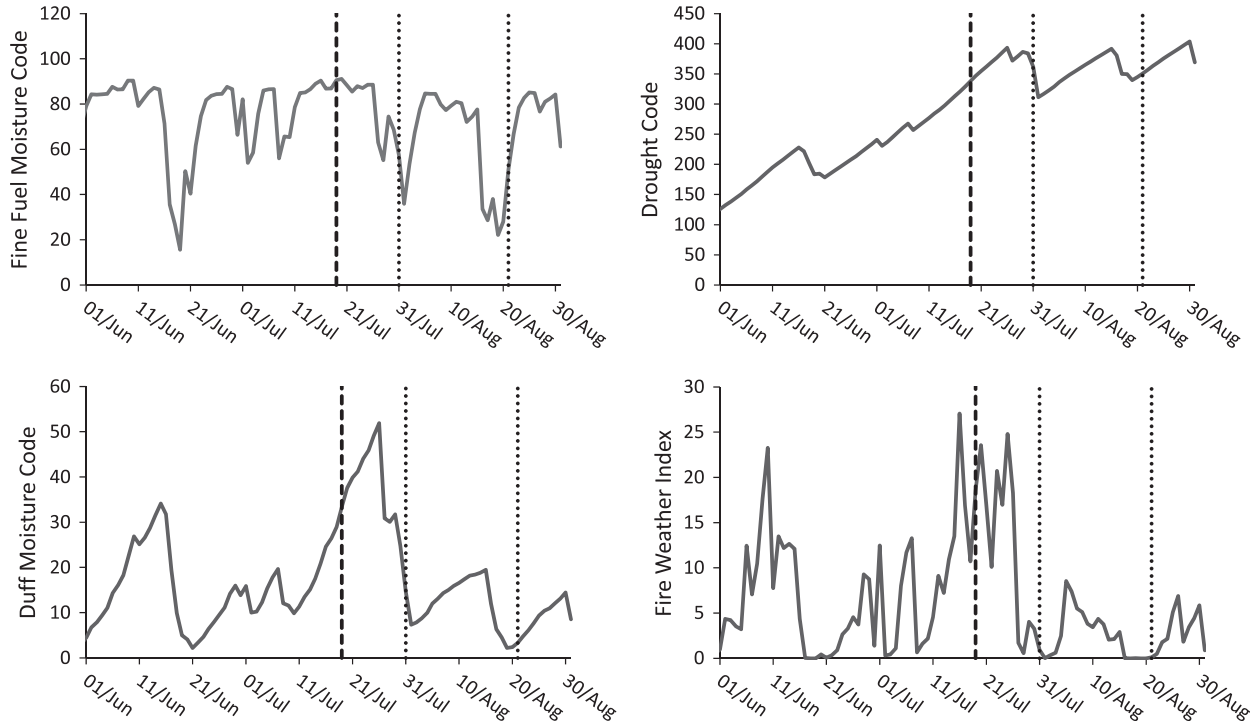 Fine Fuel Moisture Code
120
100
80
60
40
20
0
01/Jun
11/Jun
21/Jun
01/Jul
11/Jul
21/Jul
31/Jul
10/Aug
20/Aug
30/Aug
Drought Code
450
400
350
300
250
200
150
100
50
0
01/Jun
11/Jun
21/Jun
01/Jul
11/Jul
21/Jul
31/Jul
10/Aug
20/Aug
30/Aug
Duff Moisture Code
60
50
40
30
20
10
0
01/Jun
11/Jun
21/Jun
01/Jul
11/Jul
21/Jul
31/Jul
10/Aug
20/Aug
30/Aug
Fire Weather Index
30
25
20
15
10
5
0
01/Jun
11/Jun
21/Jun
01/Jul
11/Jul
21/Jul
31/Jul
10/Aug
20/Aug
30/Aug